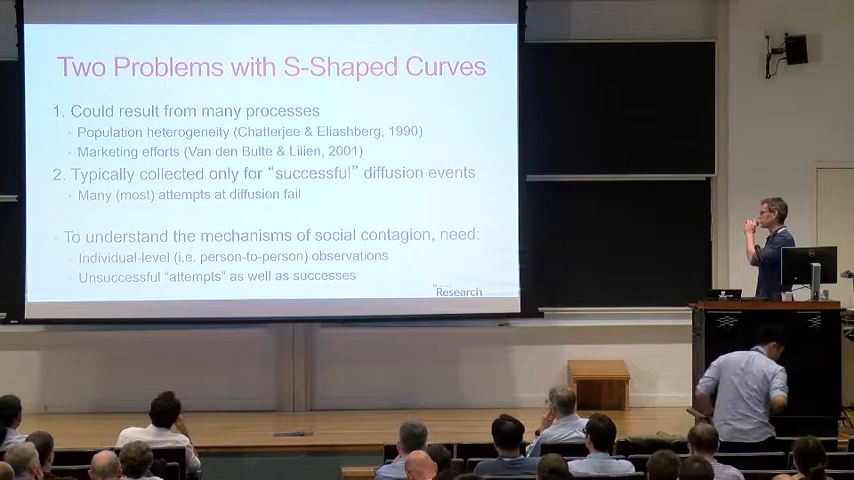 Two Problems with S-Shaped Curves
1. Could result from many processes
Population heterogeneity (Chatterjee & Eliashberg, 1990)
Marketing efforts (Van den Bulte & Lilien, 2001)
2. Typically collected only for “successful” diffusion events
Many (most) attempts at diffusion fail
To understand the mechanisms of social contagion, need:
Individual-level (i.e. person-to-person) observations
Unsuccessful “attempts” as well as successes
Research